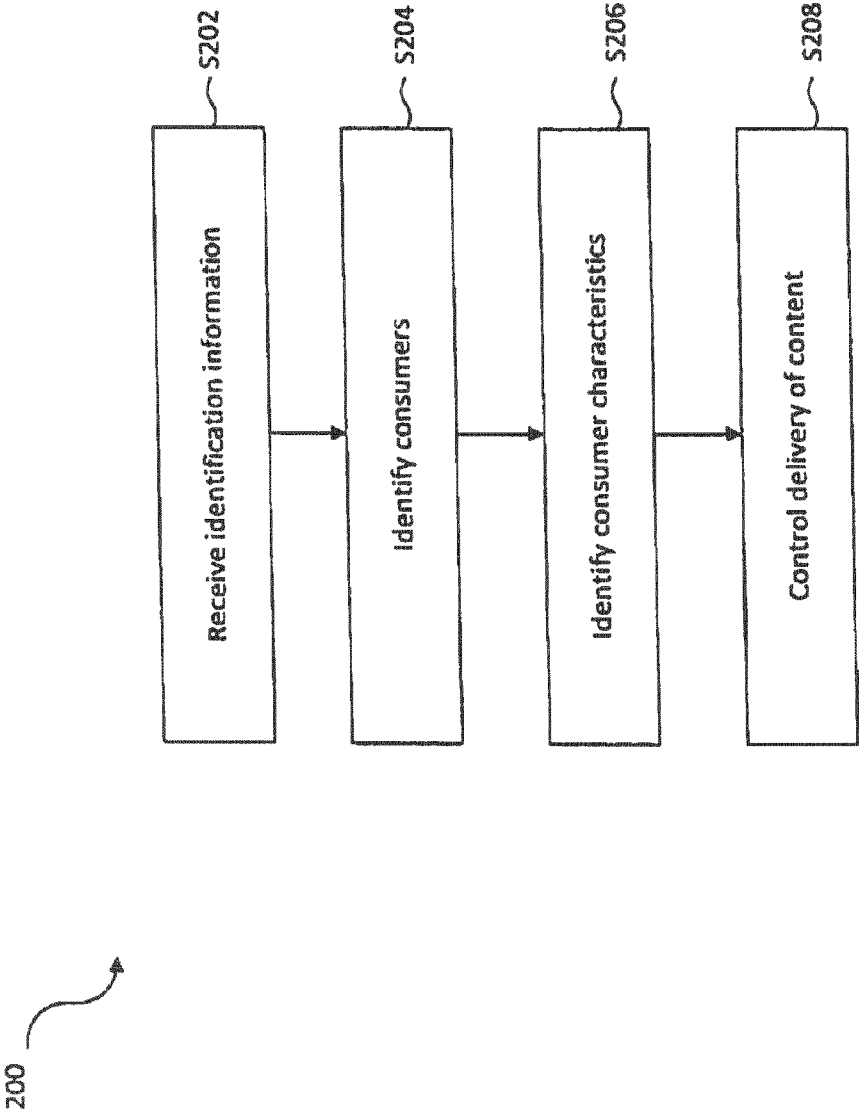 200
Receive identification information
S202
Identify consumers
S204
Identify consumer characteristics
S206
Control delivery of content
S208